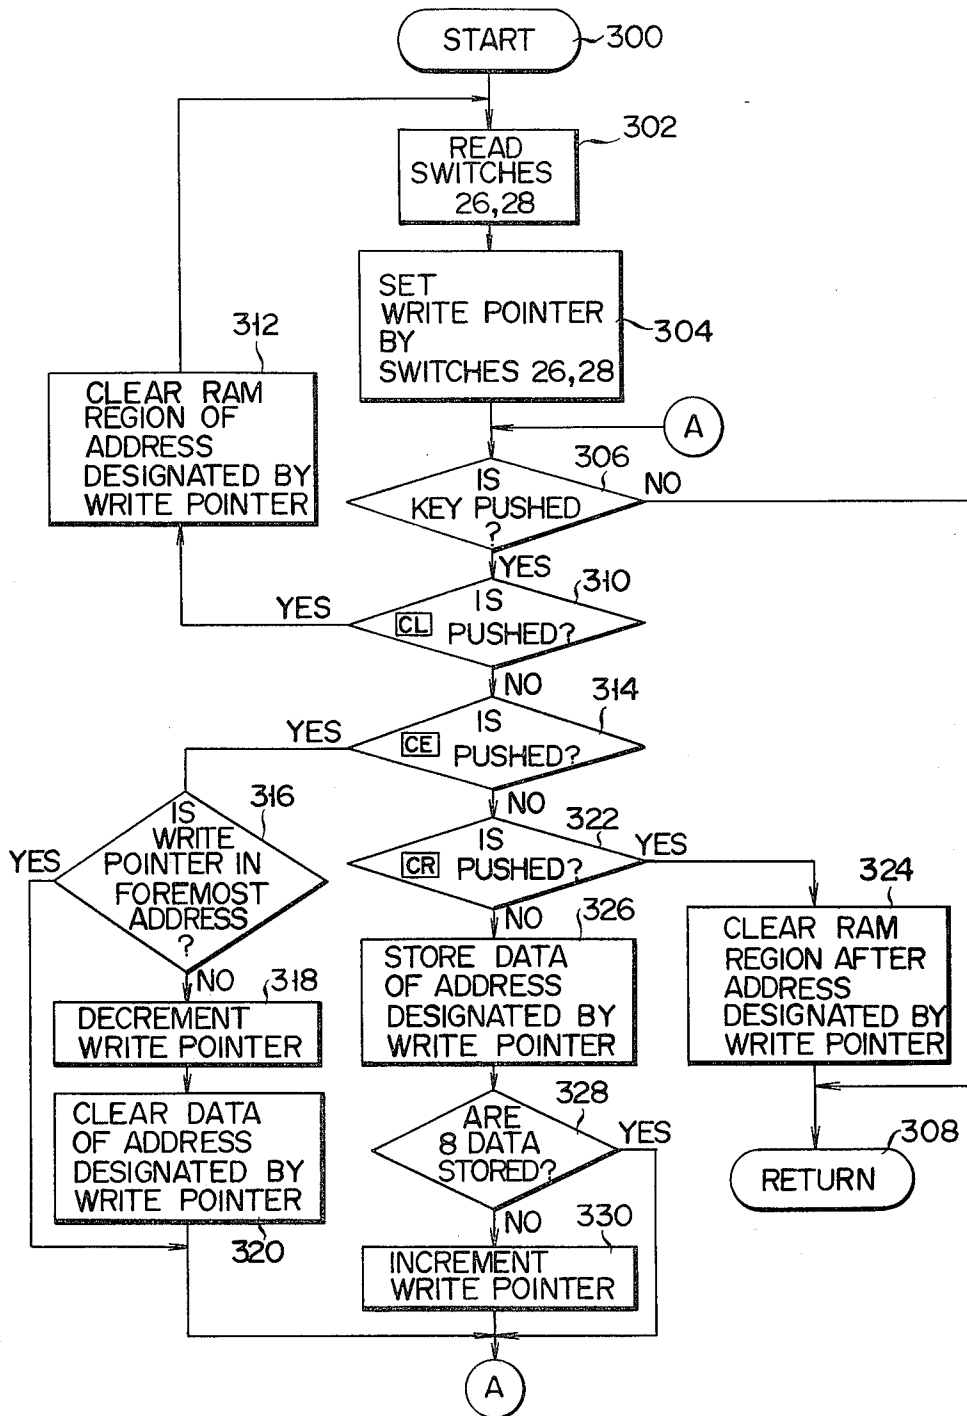 START
300
302
READ
SWITCHES
26,28
SET
WRITE POINTER
BY
SWITCHES 26,28
304
312
CLEAR RAM
REGION OF
ADDRESS
DESIGNATED BY
WRITE POINTER
A
306
IS
KEY PUSHED
?
NO
YES
310
IS
CL PUSHED?
YES
NO
314
IS
CE PUSHED?
YES
NO
316
IS
WRITE
POINTER IN
FOREMOST
ADDRESS
?
YES
NO
318
DECREMENT
WRITE POINTER
CLEAR DATA
OF ADDRESS
DESIGNATED BY
WRITE POINTER
320
322
IS
CR PUSHED?
YES
NO
326
STORE DATA
OF ADDRESS
DESIGNATED BY
WRITE POINTER
324
CLEAR RAM
REGION AFTER
ADDRESS
DESIGNATED BY
WRITE POINTER
328
ARE
8 DATA
STORED?
YES
NO
330
INCREMENT
WRITE POINTER
308
RETURN
A